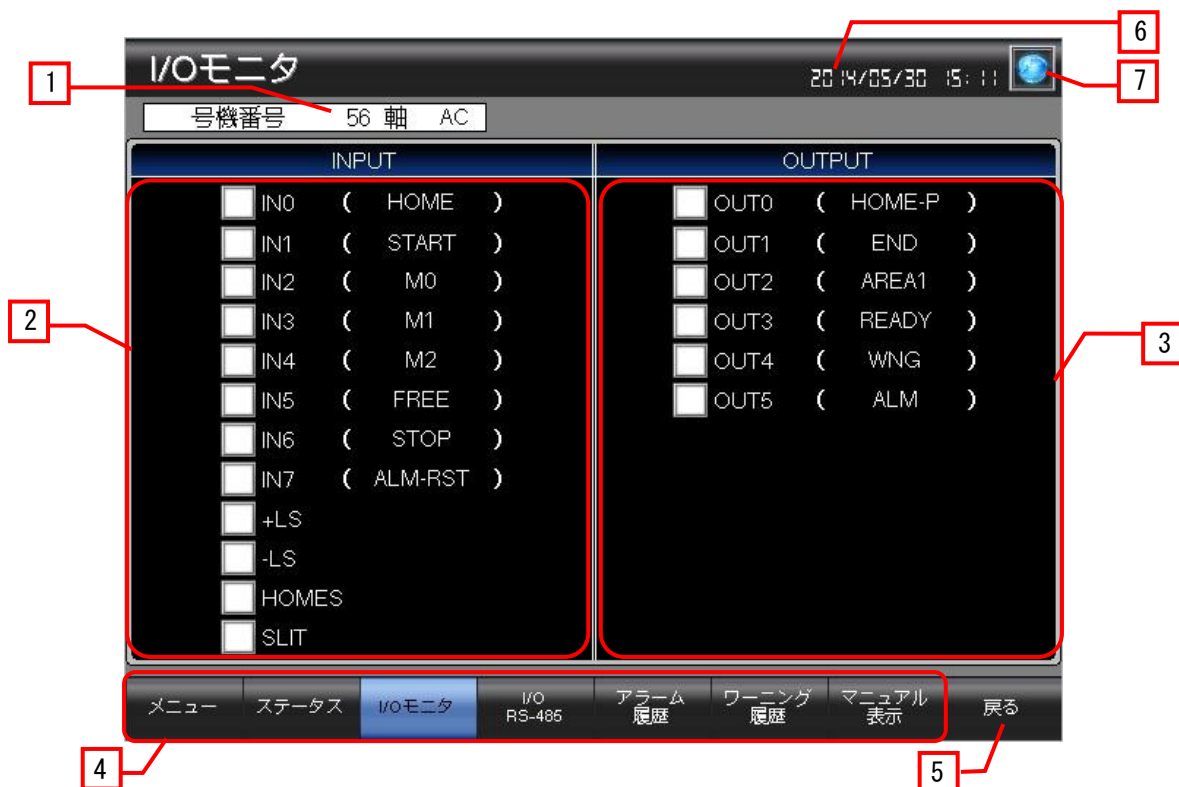 6
I/Oモニタ
2014/05/30 15:11
7
1
号機番号 56 軸 AC
INPUT
OUTPUT
IN0 ( HOME )
IN1 ( START )
IN2 ( M0 )
IN3 ( M1 )
IN4 ( M2 )
IN5 ( FREE )
IN6 ( STOP )
IN7 ( ALM-RST )
+LS
-LS
HOMES
SLIT
OUT0 ( HOME-P )
OUT1 ( END )
OUT2 ( AREA1 )
OUT3 ( READY )
OUT4 ( WNG )
OUT5 ( ALM )
2
3
メニュー
ステータス
I/Oモニタ
I/O
RS-485
アラーム
履歴
ワーニング
履歴
マニュアル
表示
戻る
4
5